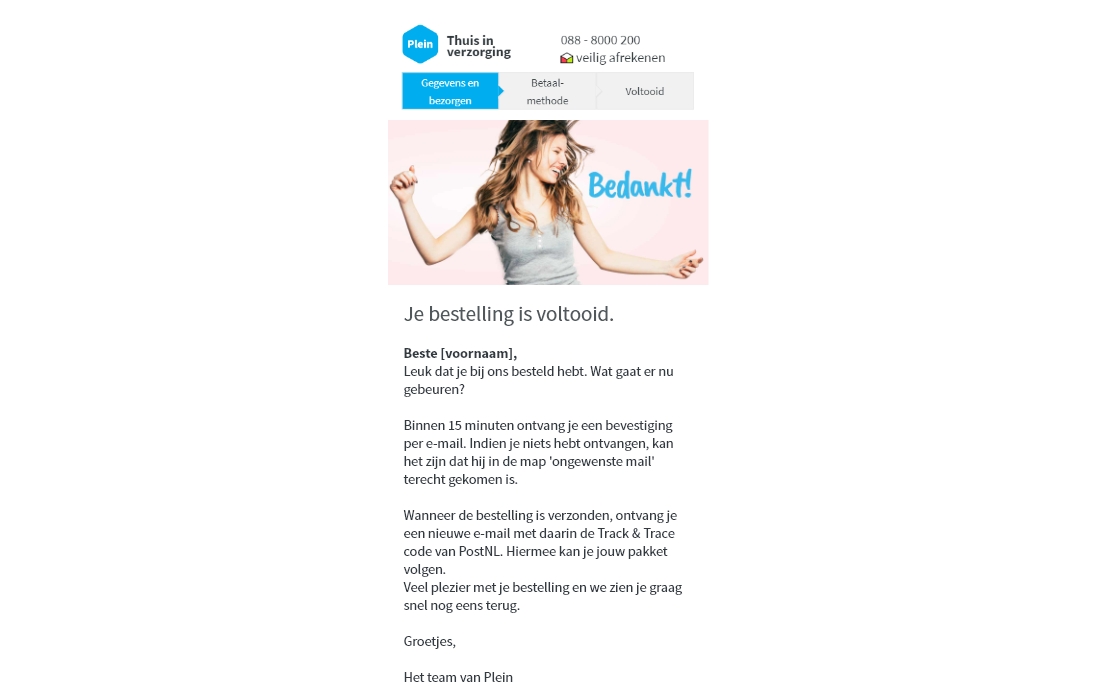 Plein
Thuis in
verzorging
088 - 8000 200
veilig afrekenen
Gegevens en
bezorgen
Betaal-
methode
Voltooid
Bedankt!
Je bestelling is voltooid.
Beste [voornaam],
Leuk dat je bij ons besteld hebt. Wat gaat er nu
gebeuren?
Binnen 15 minuten ontvang je een bevestiging
per e-mail. Indien je niets hebt ontvangen, kan
het zijn dat hij in de map 'ongewenste mail'
terecht gekomen is.
Wanneer de bestelling is verzonden, ontvang je
een nieuwe e-mail met daarin de Track & Trace
code van PostNL. Hiermee kan je jouw pakket
volgen.
Veel plezier met je bestelling en we zien je graag
snel nog eens terug.
Groetjes,
Het team van Plein